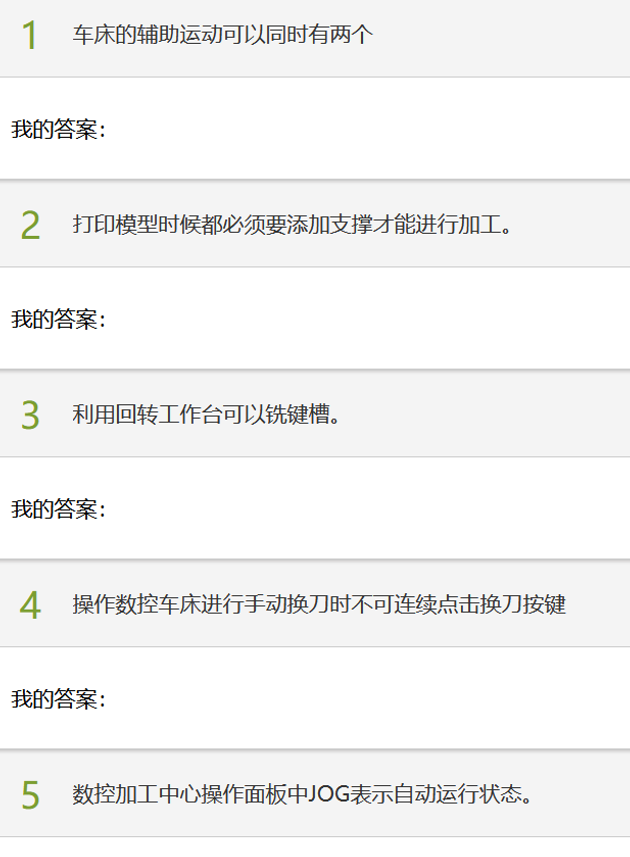 1 车床的辅助运动可以同时有两个
我的答案：
2 打印模型时候都必须要添加支撑才能进行加工。
我的答案：
3 利用回转工作台可以铣键槽。
我的答案：
4 操作数控车床进行手动换刀时不可连续点击换刀按键
我的答案：
5 数控加工中心操作面板中JOG表示自动运行状态。